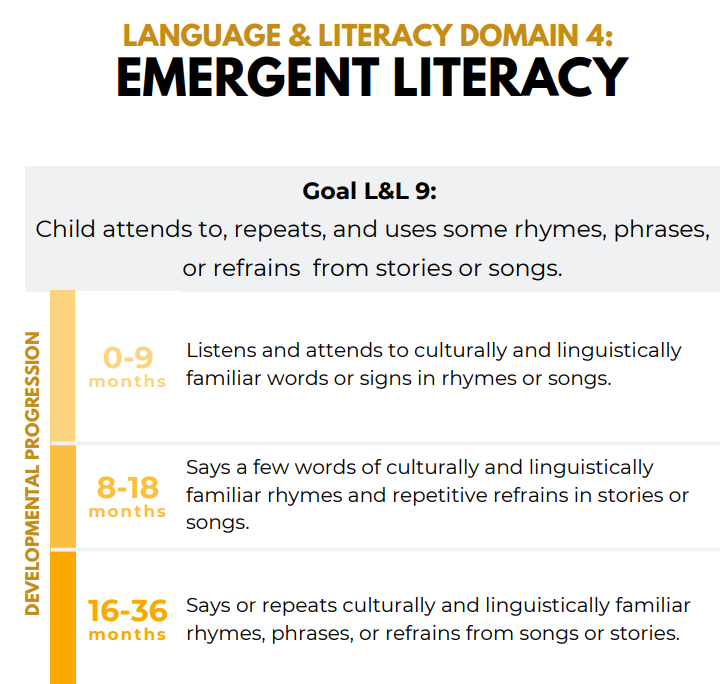 LANGUAGE & LITERACY DOMAIN 4:
EMERGENT LITERACY
Goal L&L 9:
Child attends to, repeats, and uses some rhymes, phrases,
or refrains from stories or songs.
DEVELOPMENTAL PROGRESSION
0-9
months
Listens and attends to culturally and linguistically
familiar words or signs in rhymes or songs.
8-18
months
Says a few words of culturally and linguistically
familiar rhymes and repetitive refrains in stories or
songs.
16-36
months
Says or repeats culturally and linguistically familiar
rhymes, phrases, or refrains from songs or stories.